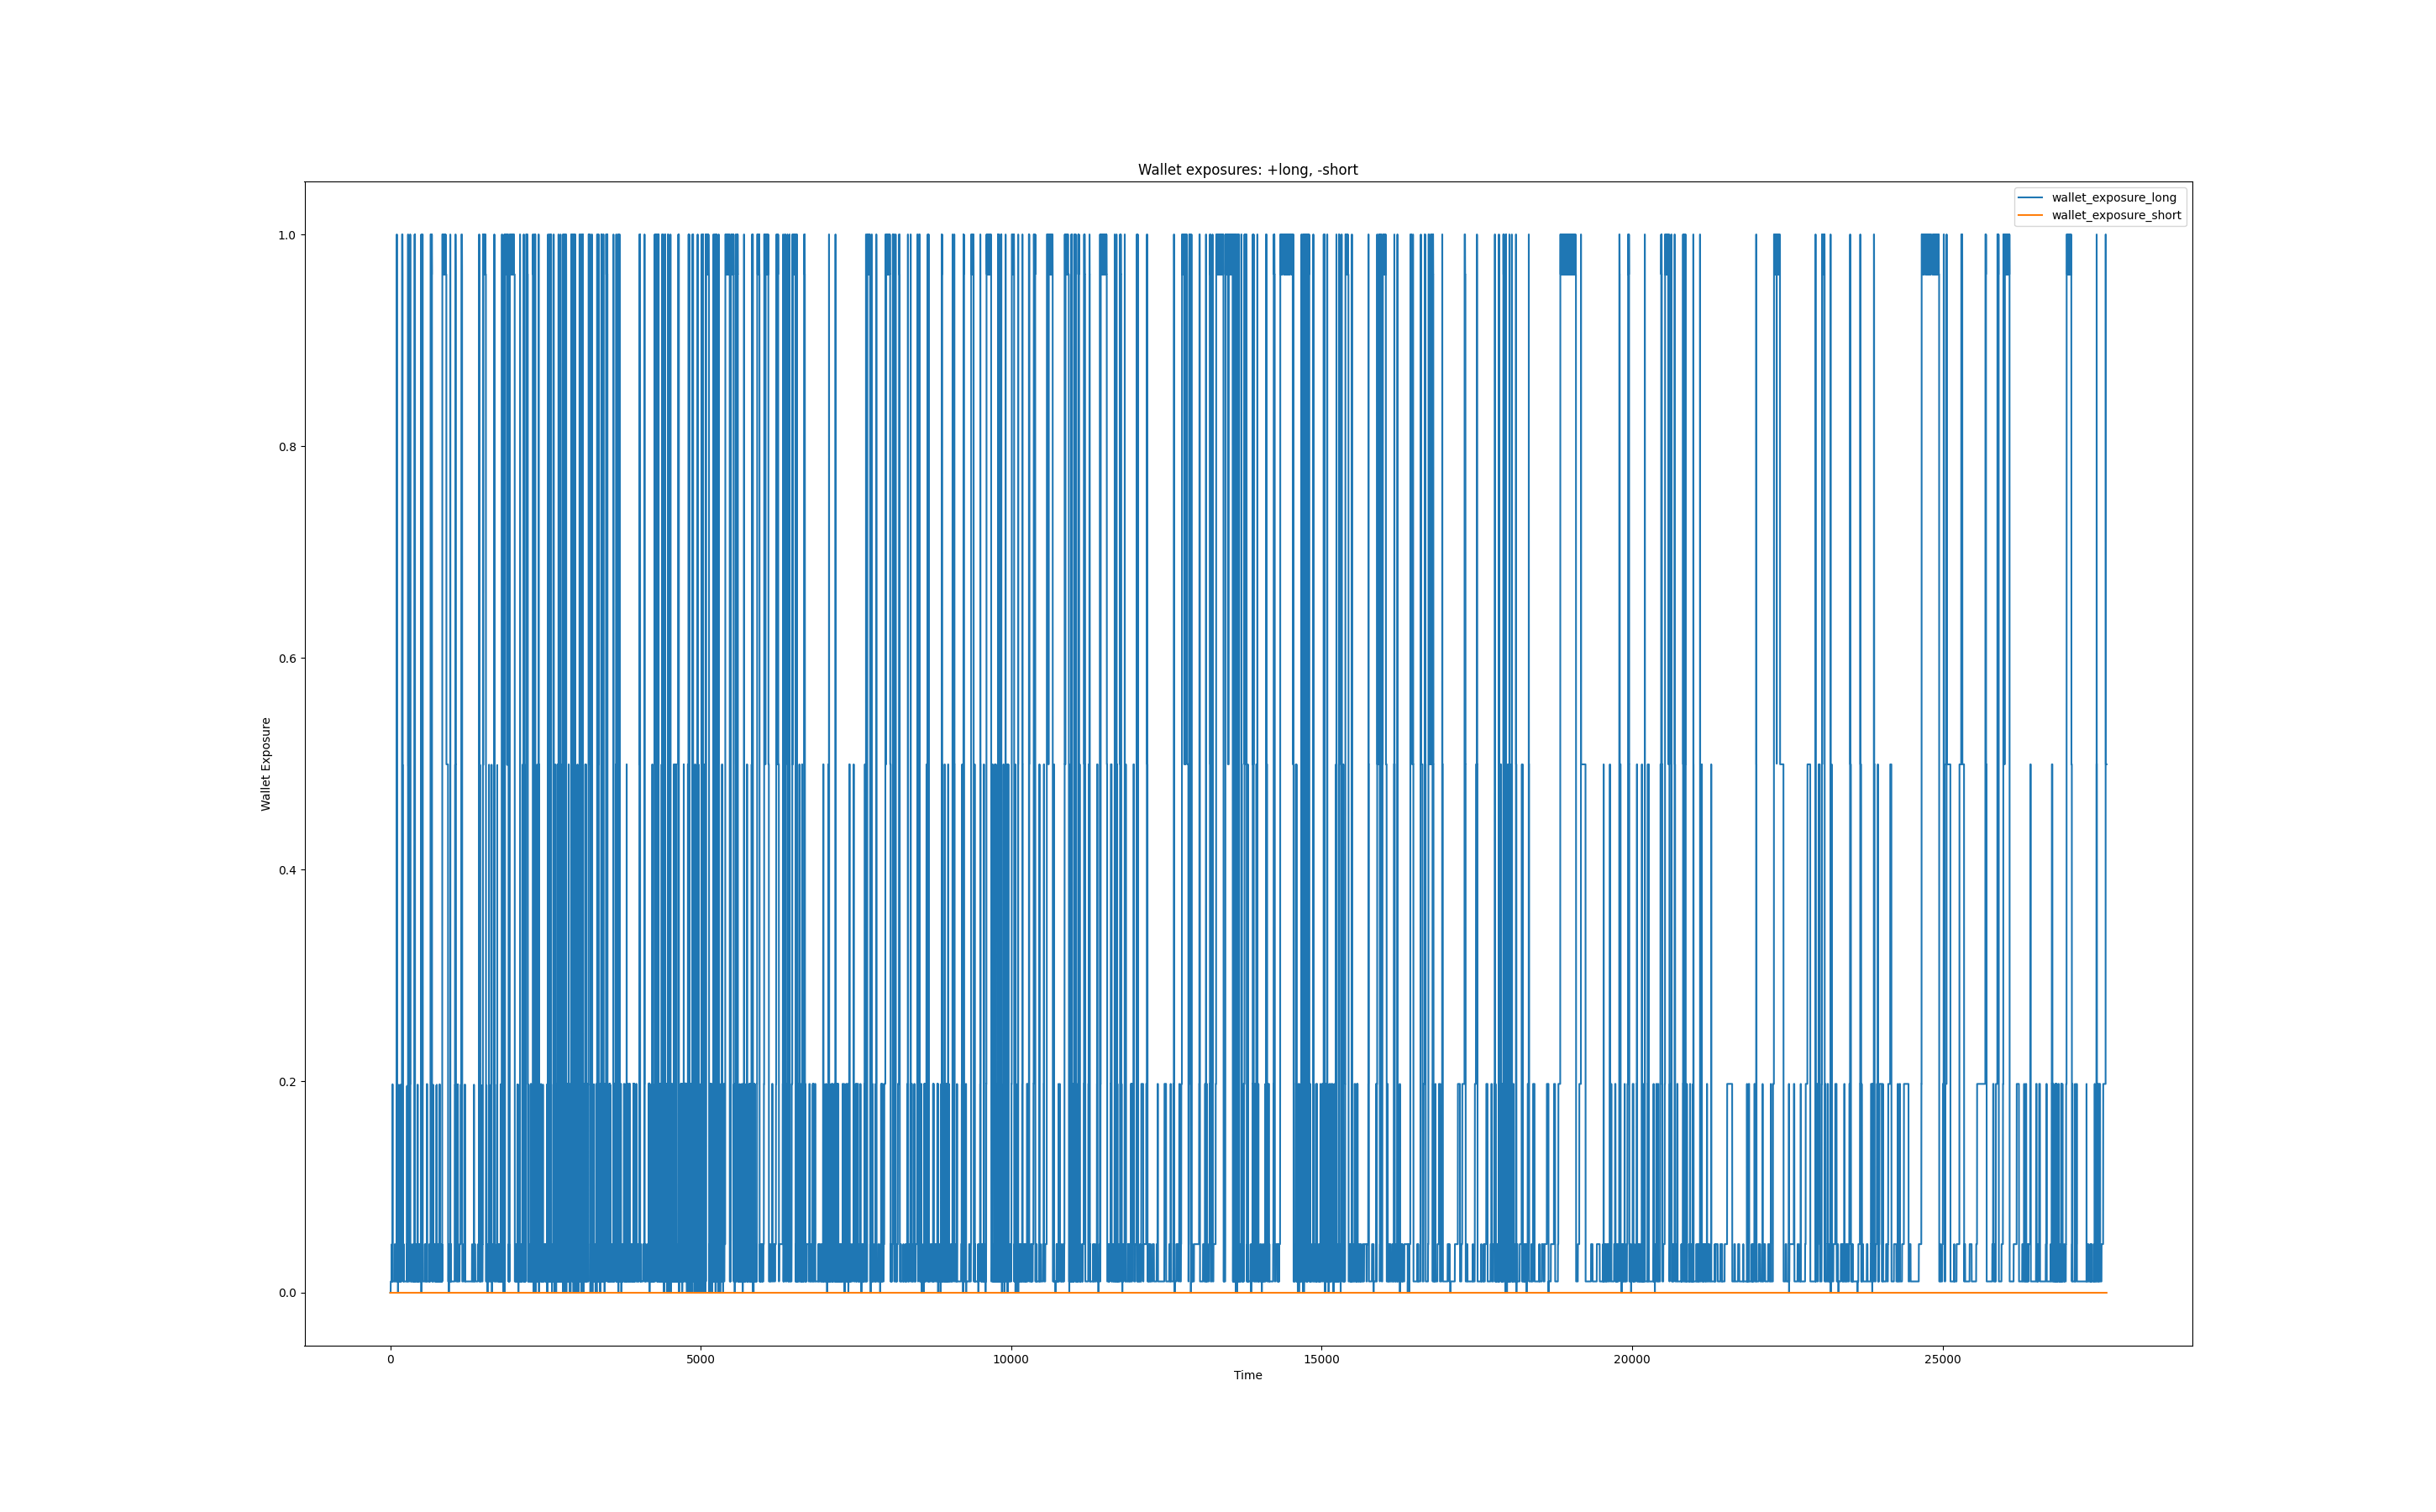 Wallet exposures: +long, -short
wallet_exposure_long
wallet_exposure_short
1.0
0.8
0.6
0.4
0.2
0.0
Wallet Exposure
0 5000 10000 15000 20000 25000
Time